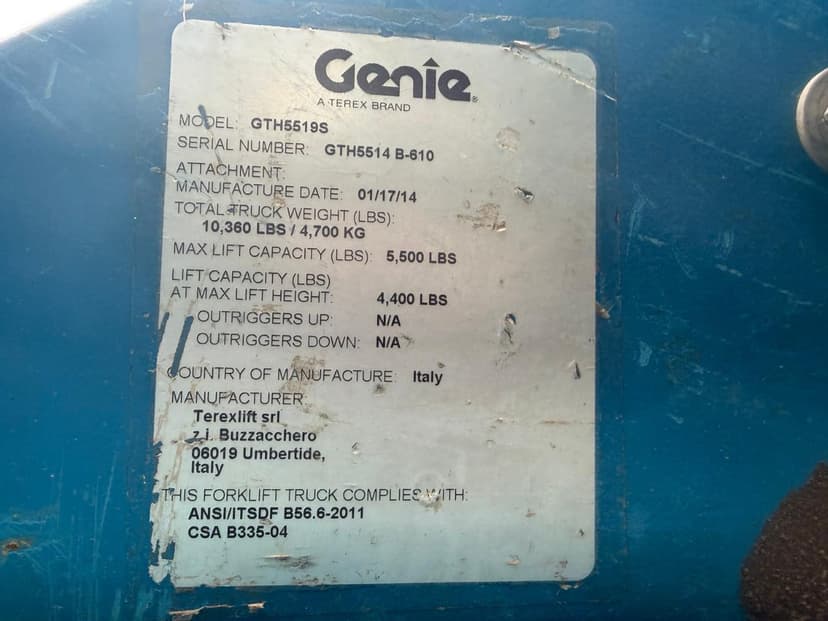 Genie®
A TEREX BRAND
MODEL: GTH5519S
SERIAL NUMBER: GTH5514 B-610
ATTACHMENT:
MANUFACTURE DATE: 01/17/14
TOTAL TRUCK WEIGHT (LBS):
10,360 LBS / 4,700 KG
MAX LIFT CAPACITY (LBS): 5,500 LBS
LIFT CAPACITY (LBS)
AT MAX LIFT HEIGHT: 4,400 LBS
OUTRIGGERS UP: N/A
OUTRIGGERS DOWN: N/A
COUNTRY OF MANUFACTURE: Italy
MANUFACTURER
Terexlift srl
z.i. Buzzacchero
06019 Umbertide,
Italy
THIS FORKLIFT TRUCK COMPLIES WITH:
ANSI/ITSDF B56.6-2011
CSA B335-04